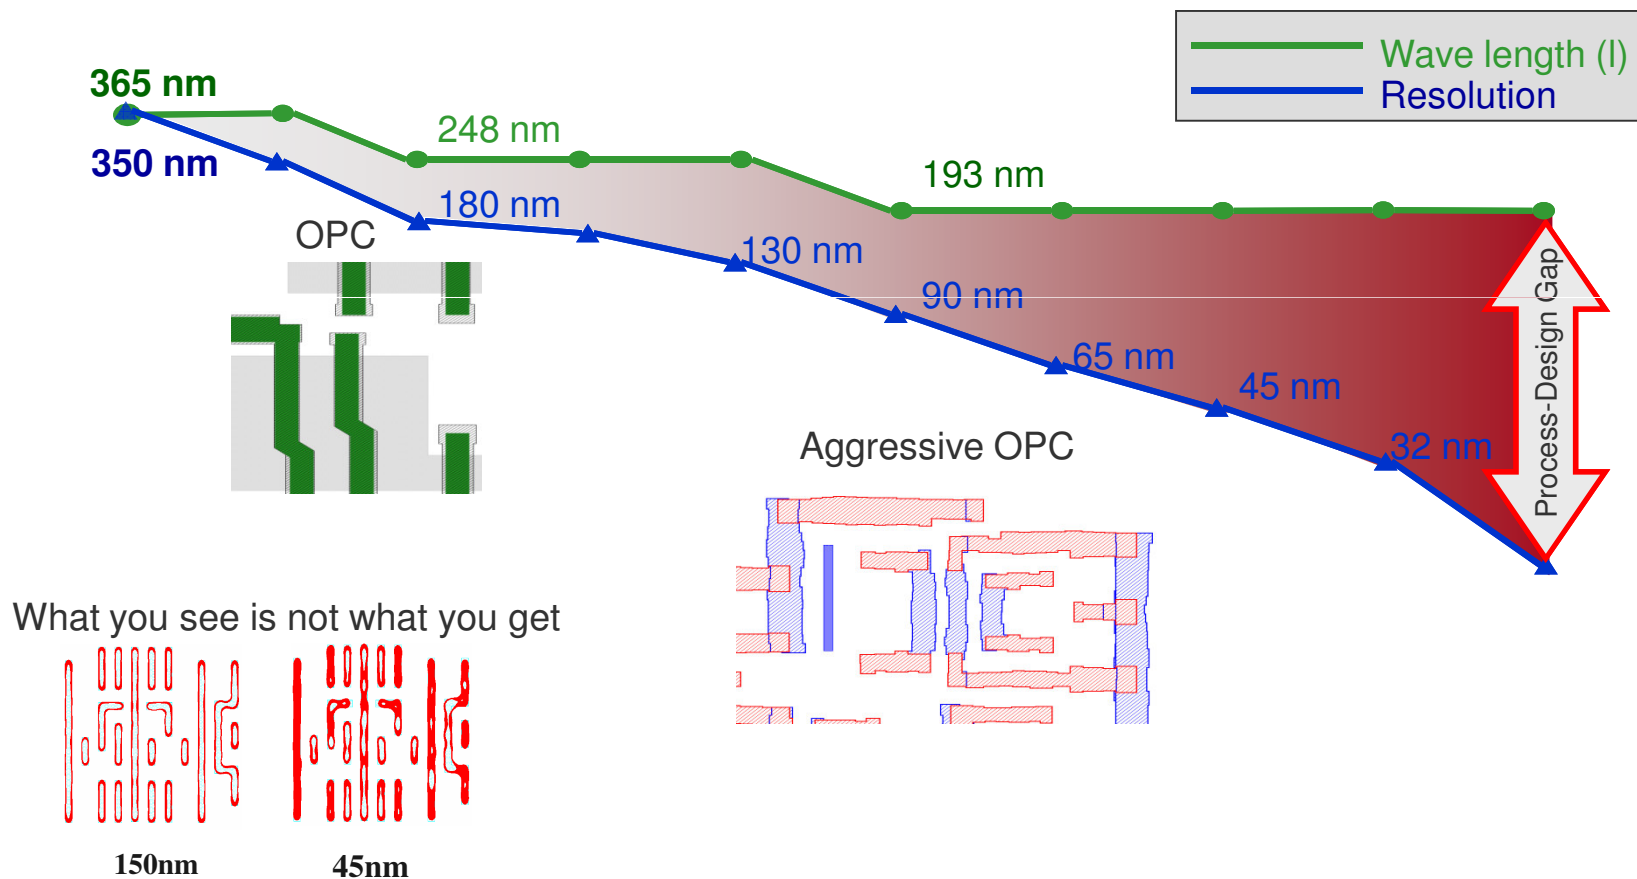 Wave length (l)
Resolution
365 nm
350 nm
248 nm
180 nm
193 nm
OPC
130 nm
90 nm
65 nm
45 nm
32 nm
Process-Design Gap
Aggressive OPC
What you see is not what you get
150nm
45nm